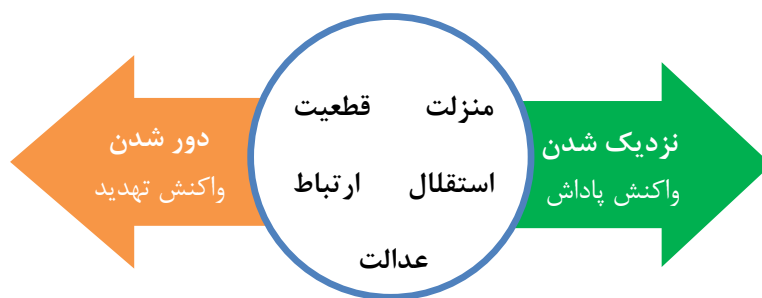 نزدیک شدن
واکنش پاداش
منزلت قطعیت
استقلال ارتباط
عدالت
دور شدن
واکنش تهدید